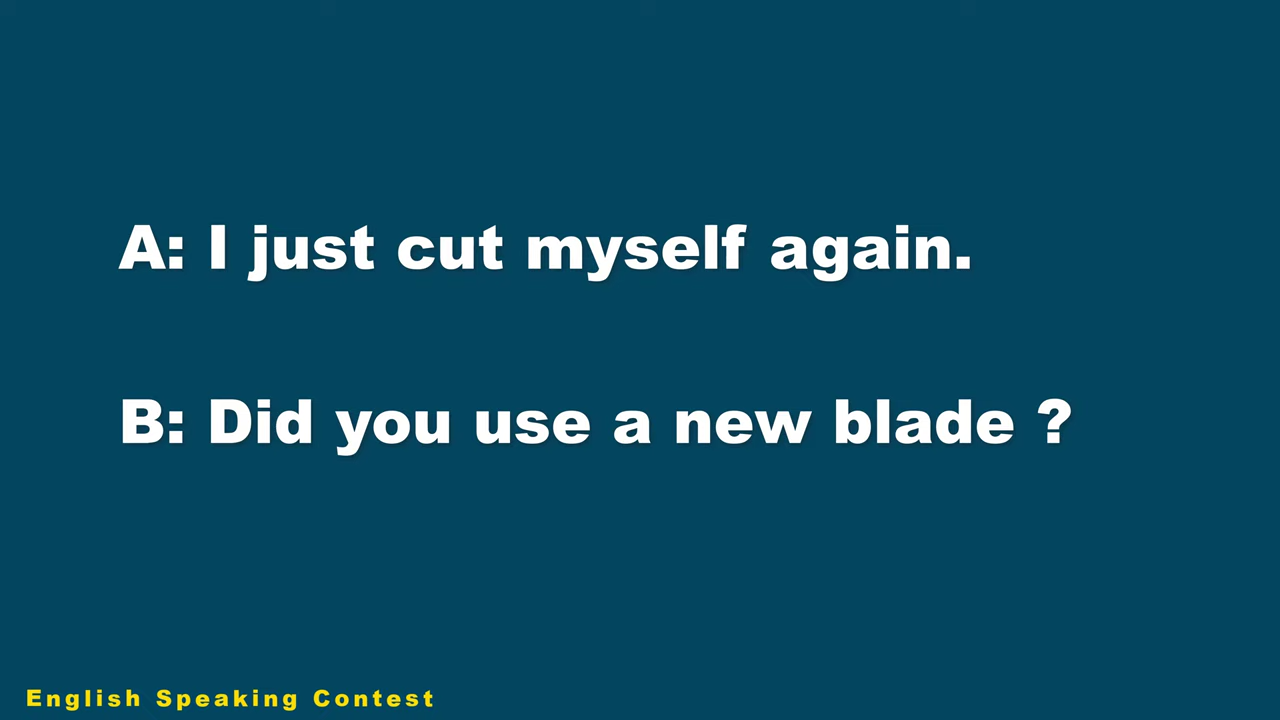 A: I just cut myself again.
B: Did you use a new blade ?
English Speaking Contest